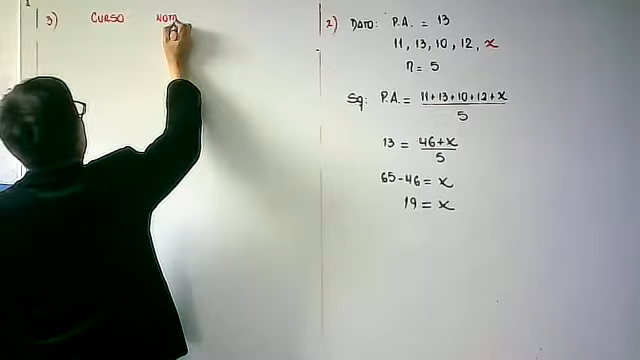 3) CURSO NOTA
2) DATO: P.A. = 13
11, 13, 10, 12, x
n = 5
Sq: P.A. = 11+13+10+12+x
5
13 = 46+x
5
65-46 = x
19 = x